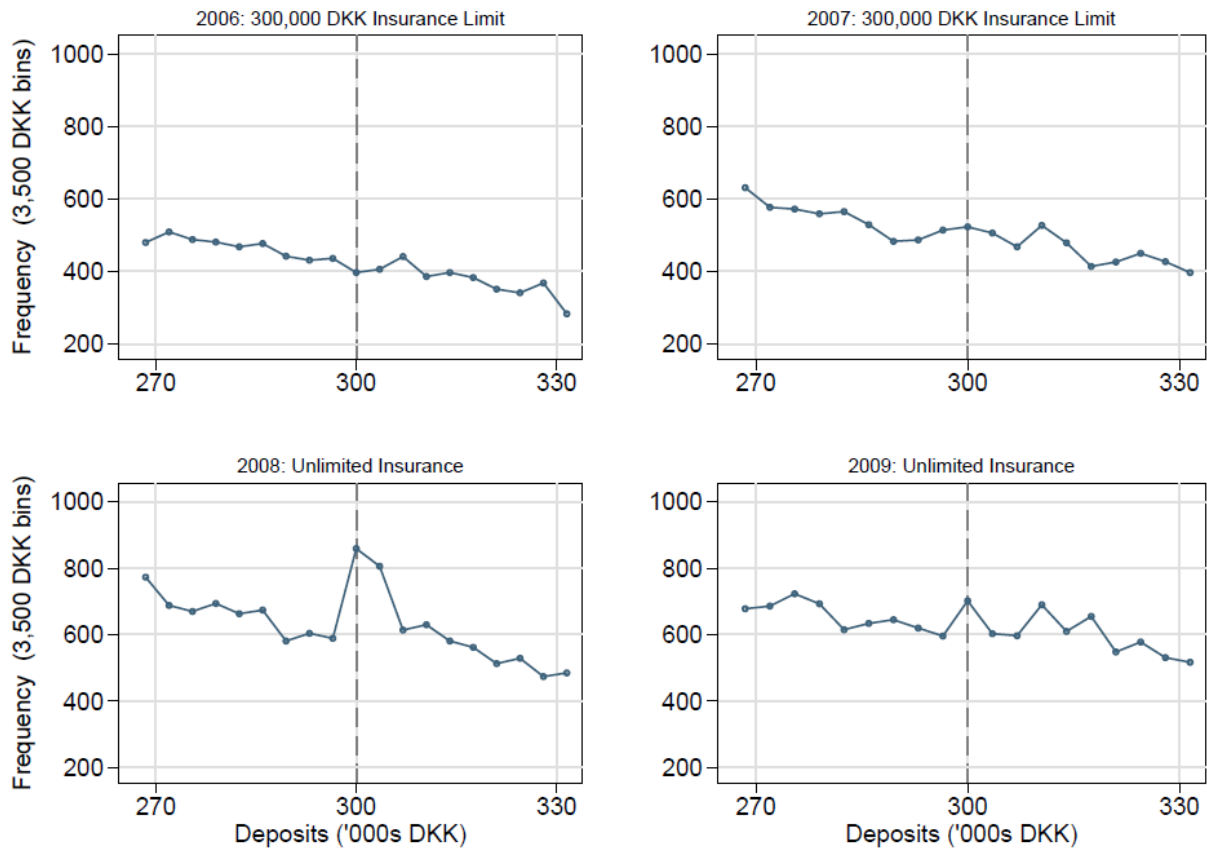 2006: 300,000 DKK Insurance Limit
Frequency (3,500 DKK bins)
1000
800
600
400
200
270 300 330
2007: 300,000 DKK Insurance Limit
1000
800
600
400
200
270 300 330
2008: Unlimited Insurance
Frequency (3,500 DKK bins)
1000
800
600
400
200
270 300 330
Deposits ('000s DKK)
2009: Unlimited Insurance
1000
800
600
400
200
270 300 330
Deposits ('000s DKK)